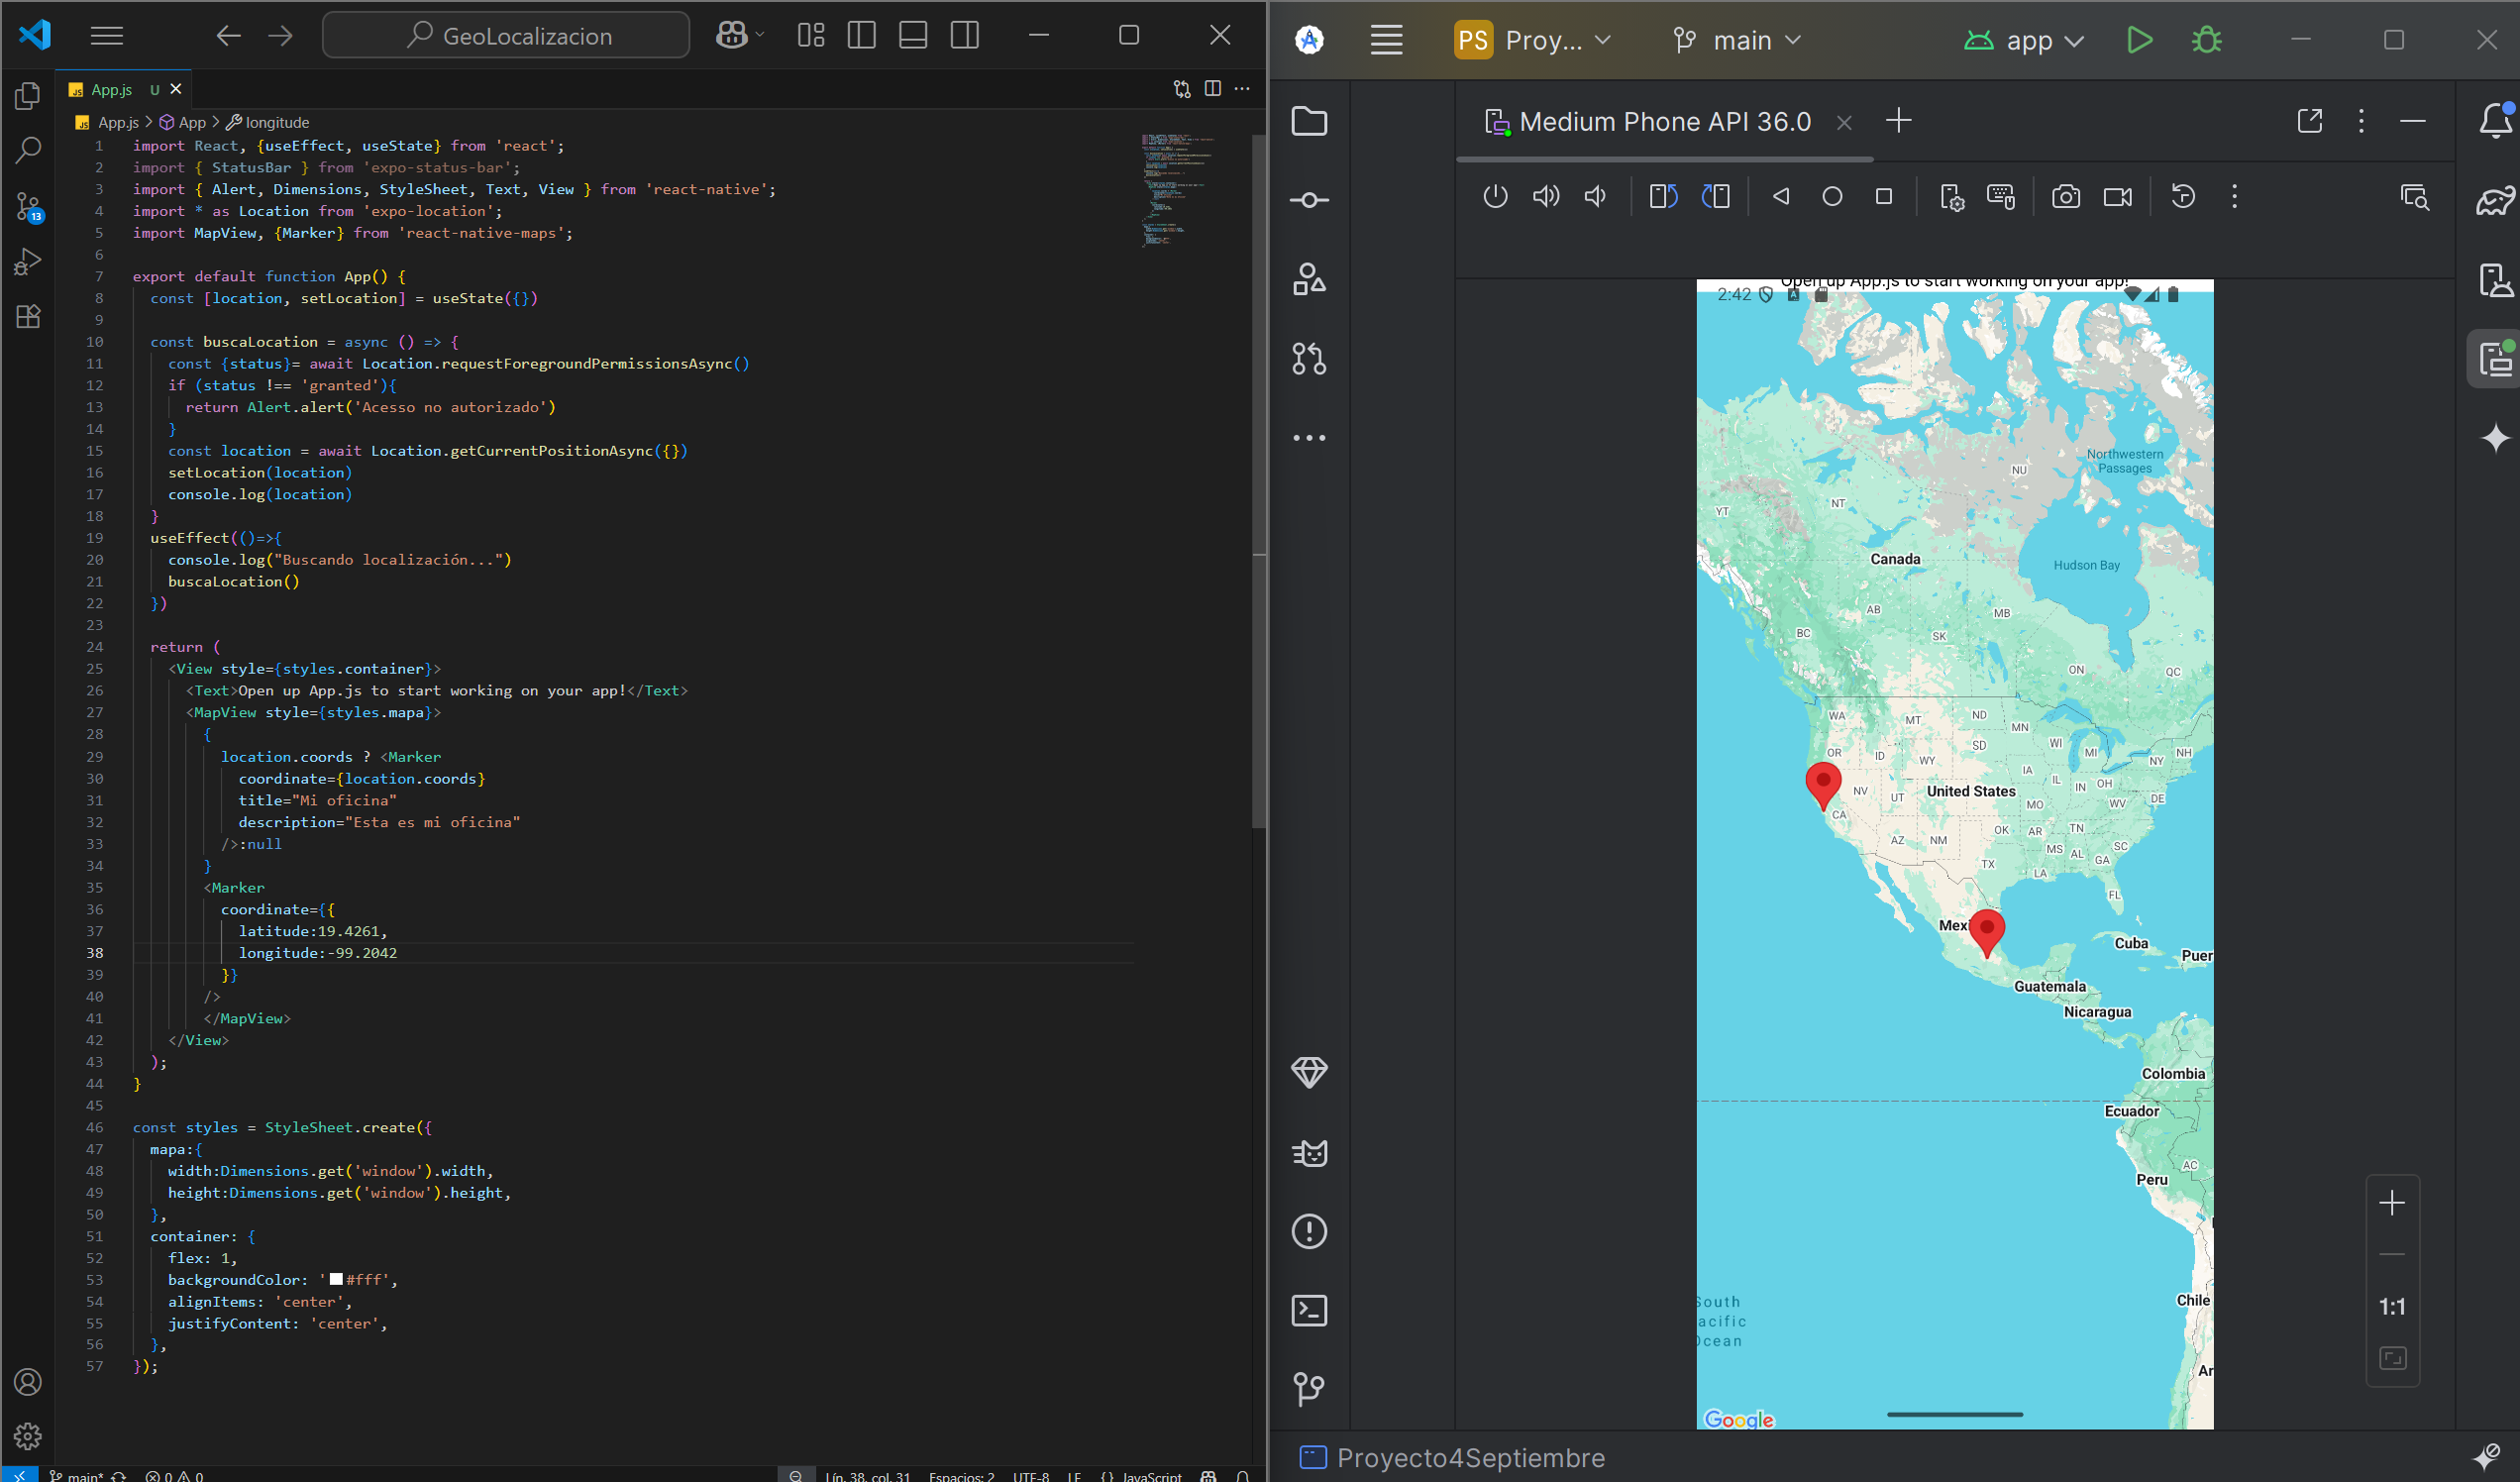 GeoLocalizacion
App.js U
App.js > App > longitude
1 import React, {useEffect, useState} from 'react';
2 import { StatusBar } from 'expo-status-bar';
3 import { Alert, Dimensions, StyleSheet, Text, View } from 'react-native';
4 import * as Location from 'expo-location';
5 import MapView, {Marker} from 'react-native-maps';
6
7 export default function App() {
8 const [location, setLocation] = useState({})
9
10 const buscaLocation = async () => {
11 const {status}= await Location.requestForegroundPermissionsAsync()
12 if (status !== 'granted'){
13 return Alert.alert('Acesso no autorizado')
14 }
15 const location = await Location.getCurrentPositionAsync({})
16 setLocation(location)
17 console.log(location)
18 }
19 useEffect(()=>{
20 console.log("Buscando localización...")
21 buscaLocation()
22 })
23
24 return (
25 <View style={styles.container}>
26 <Text>Open up App.js to start working on your app!</Text>
27 <MapView style={styles.mapa}>
28 {
29 location.coords ? <Marker
30 coordinate={location.coords}
31 title="Mi oficina"
32 description="Esta es mi oficina"
33 />:null
34 }
35 <Marker
36 coordinate={{
37 latitude:19.4261,
38 longitude:-99.2042
39 }}
40 />
41 </MapView>
42 </View>
43 );
44 }
45
46 const styles = StyleSheet.create({
47 mapa:{
48 width:Dimensions.get('window').width,
49 height:Dimensions.get('window').height,
50 },
51 container: {
52 flex: 1,
53 backgroundColor: '#fff',
54 alignItems: 'center',
55 justifyContent: 'center',
56 },
57 });
13
main* 0 0 Lín. 38, col. 31 Espacios: 2 UTF-8 LF {} JavaScript
PS Proy... main app
Medium Phone API 36.0
Open up App.js to start working on your app!
2:42
Northwestern
Passages
NU
NT
YT
Canada
Hudson Bay
AB
MB
BC
SK
ON
QC
WA
MT
ND
MN
OR
ID
SD
WI
MI
NH
WY
NY
IA
NV
UT
United States
IL
IN
OH
DE
MO
WV
CA
OK
AR
TN
AZ
NM
MS
AL
GA
SC
TX
LA
FL
Mexi
Cuba
Puer
Guatemala
Nicaragua
Colombia
Ecuador
AC
Peru
South
acific
Ocean
Chile
Ar
Google
1:1
Proyecto4Septiembre